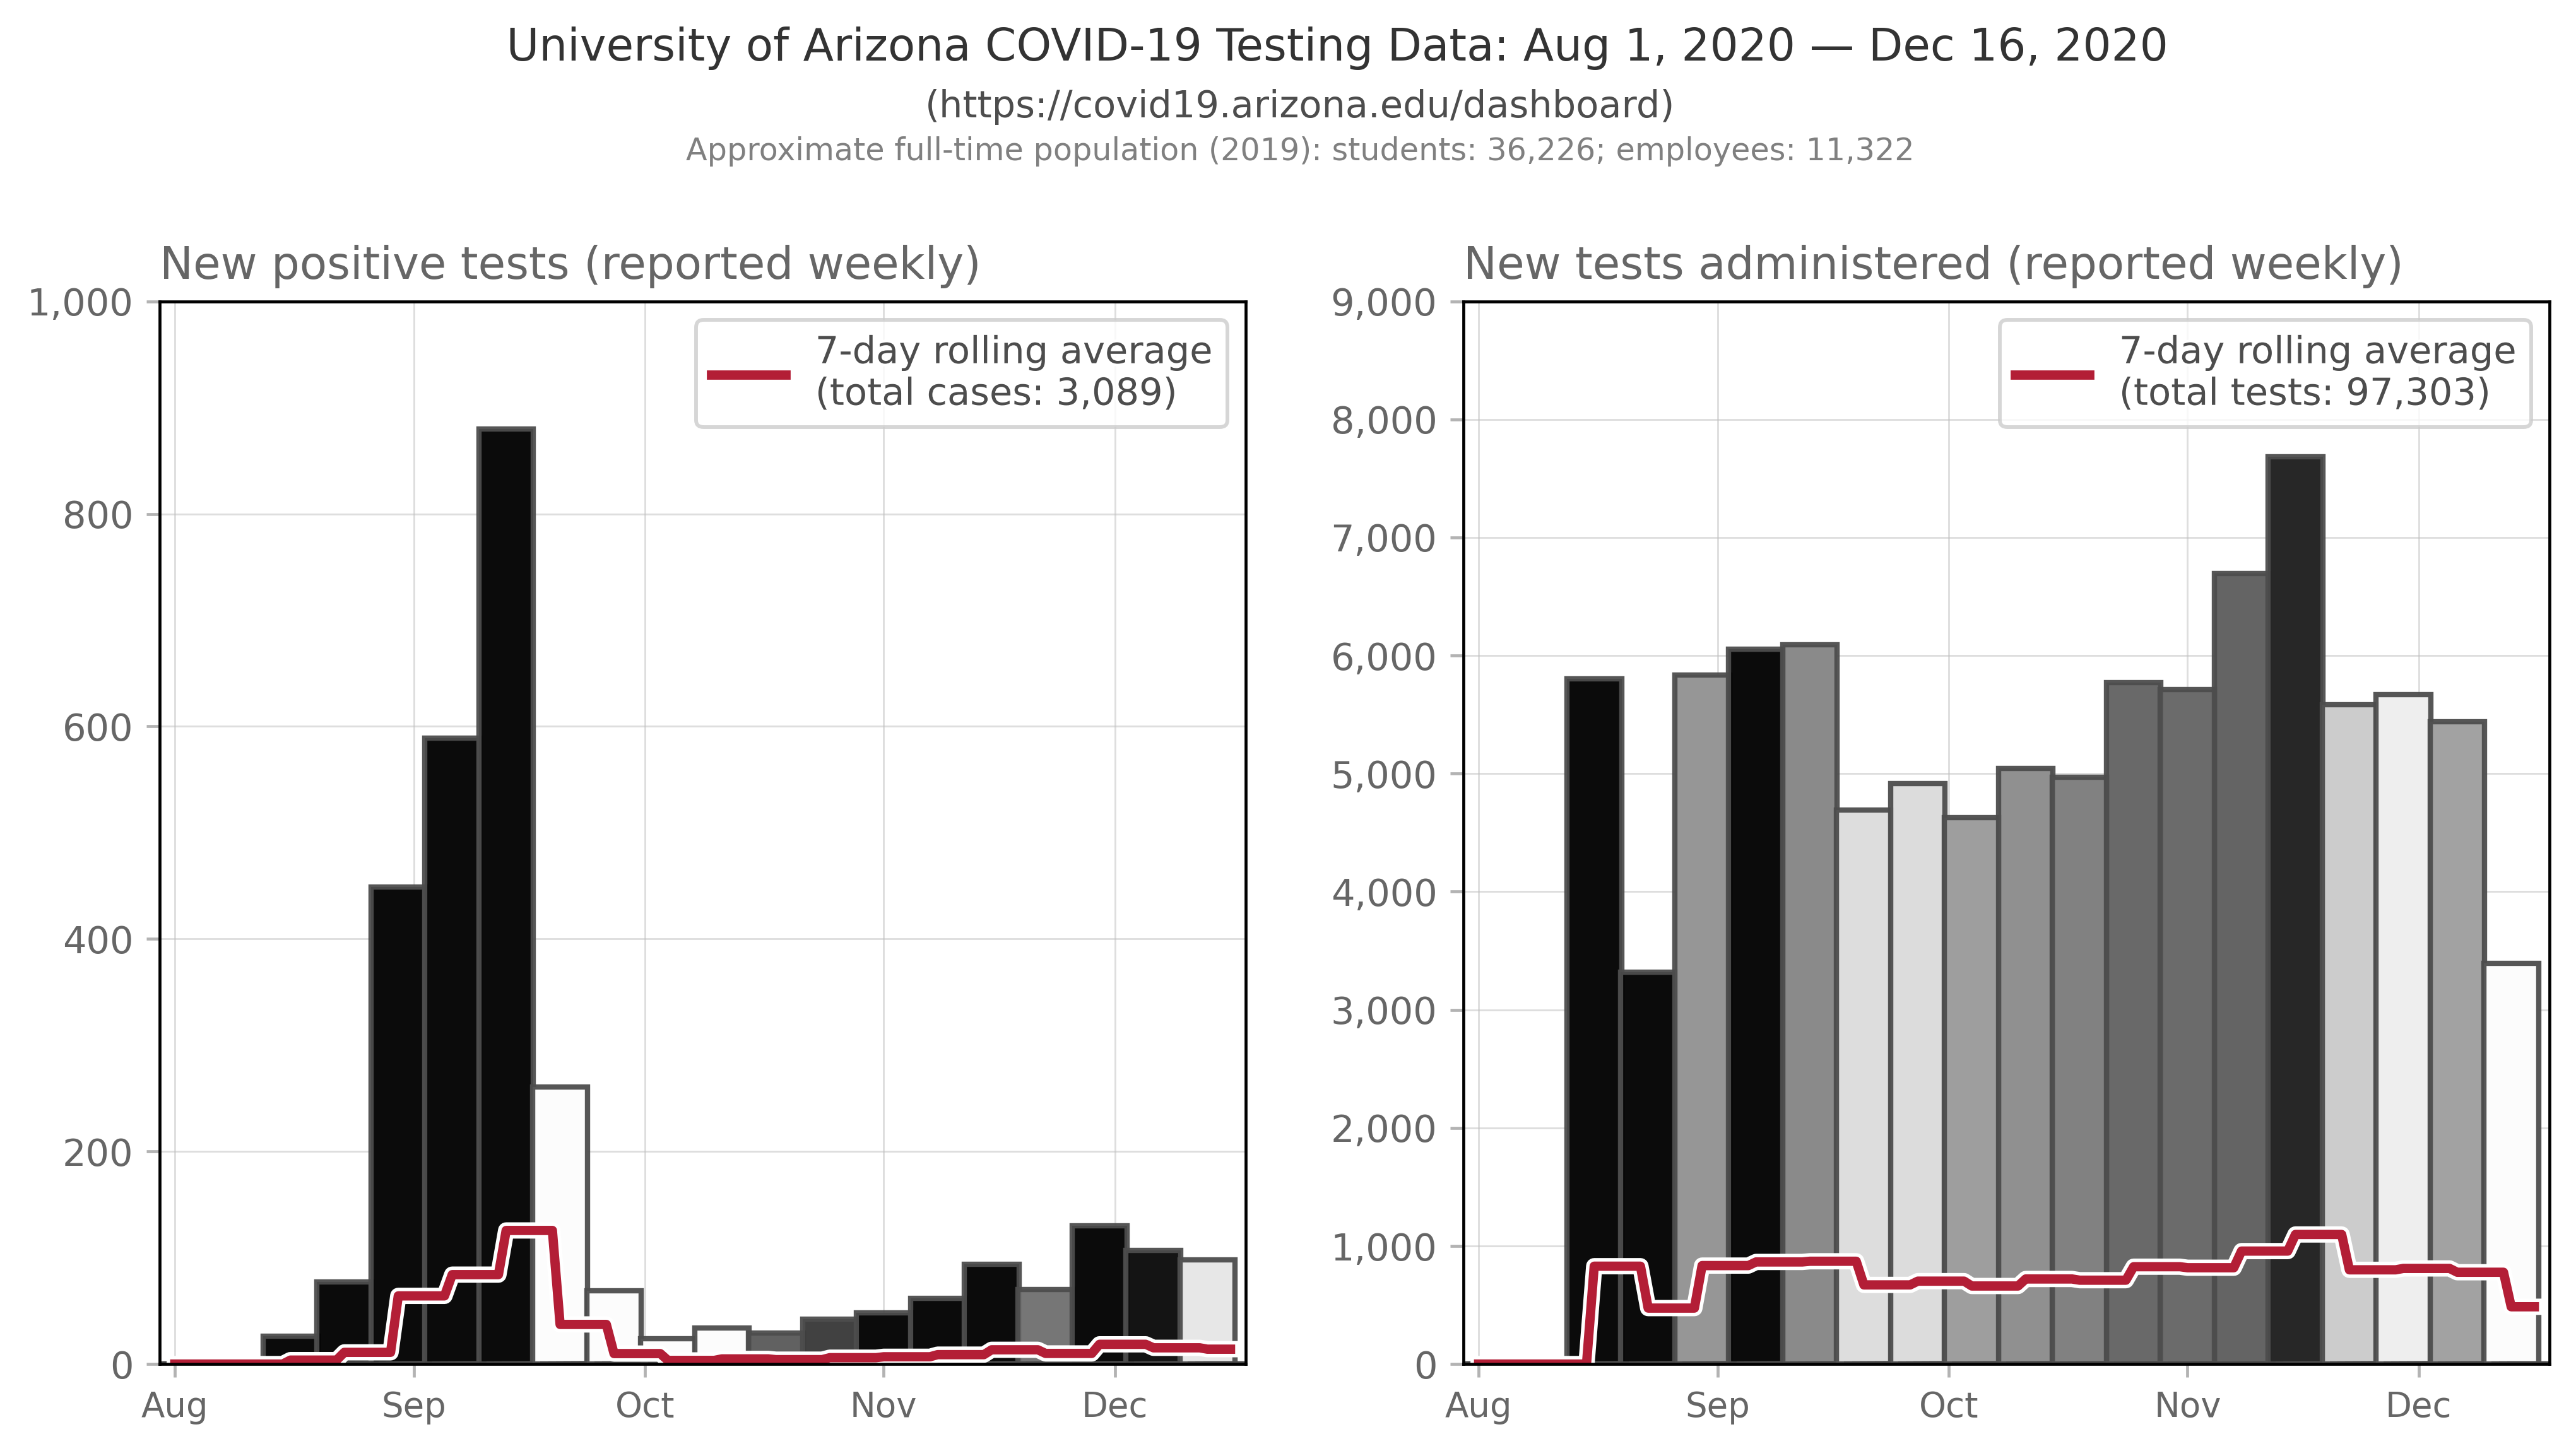 University of Arizona COVID-19 Testing Data: Aug 1, 2020 — Dec 16, 2020
(https://covid19.arizona.edu/dashboard)
Approximate full-time population (2019): students: 36,226; employees: 11,322
New positive tests (reported weekly)
1,000
800
600
400
200
0
7-day rolling average
(total cases: 3,089)
Aug Sep Oct Nov Dec
New tests administered (reported weekly)
9,000
8,000
7,000
6,000
5,000
4,000
3,000
2,000
1,000
0
7-day rolling average
(total tests: 97,303)
Aug Sep Oct Nov Dec